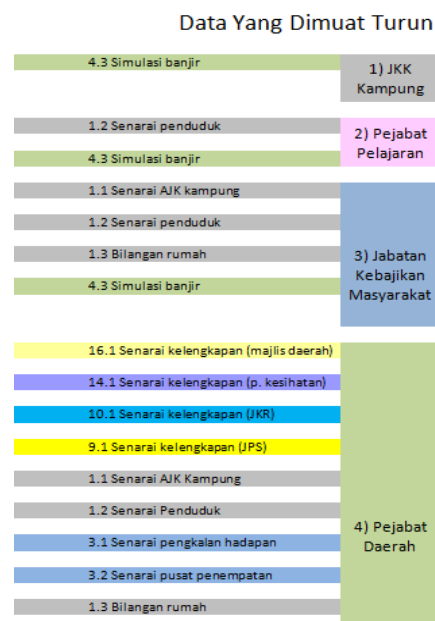 Data Yang Dimuat Turun
4.3 Simulasi banjir
1) JKK
Kampung
1.2 Senarai penduduk
4.3 Simulasi banjir
2) Pejabat
Pelajaran
1.1 Senarai AJK kampung
1.2 Senarai penduduk
1.3 Bilangan rumah
4.3 Simulasi banjir
3) Jabatan
Kebajikan
Masyarakat
16.1 Senarai kelengkapan (majlis daerah)
14.1 Senarai kelengkapan (p. kesihatan)
10.1 Senarai kelengkapan (JKR)
9.1 Senarai kelengkapan (JPS)
1.1 Senarai AJK Kampung
1.2 Senarai Penduduk
3.1 Senarai pengkalan hadapan
3.2 Senarai pusat penempatan
1.3 Bilangan rumah
4) Pejabat
Daerah